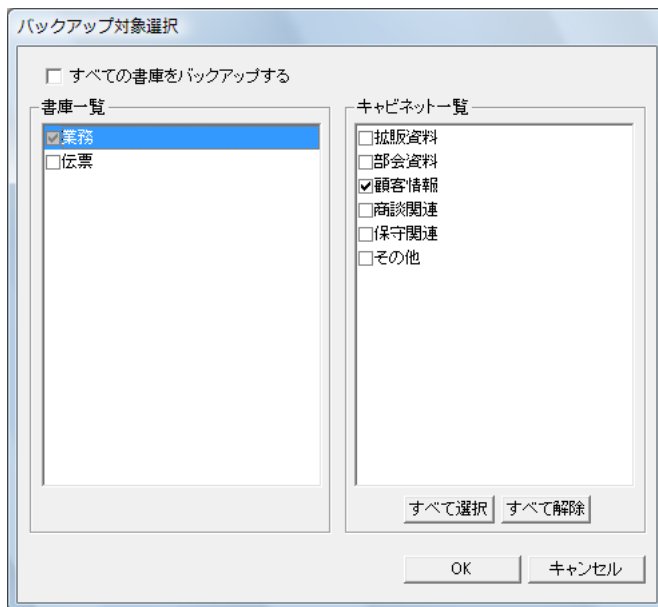 バックアップ対象選択
すべての書庫をバックアップする
書庫一覧
業務
伝票
キャビネット一覧
拡販資料
部会資料
顧客情報
商談関連
保守関連
その他
すべて選択 すべて解除
OK キャンセル